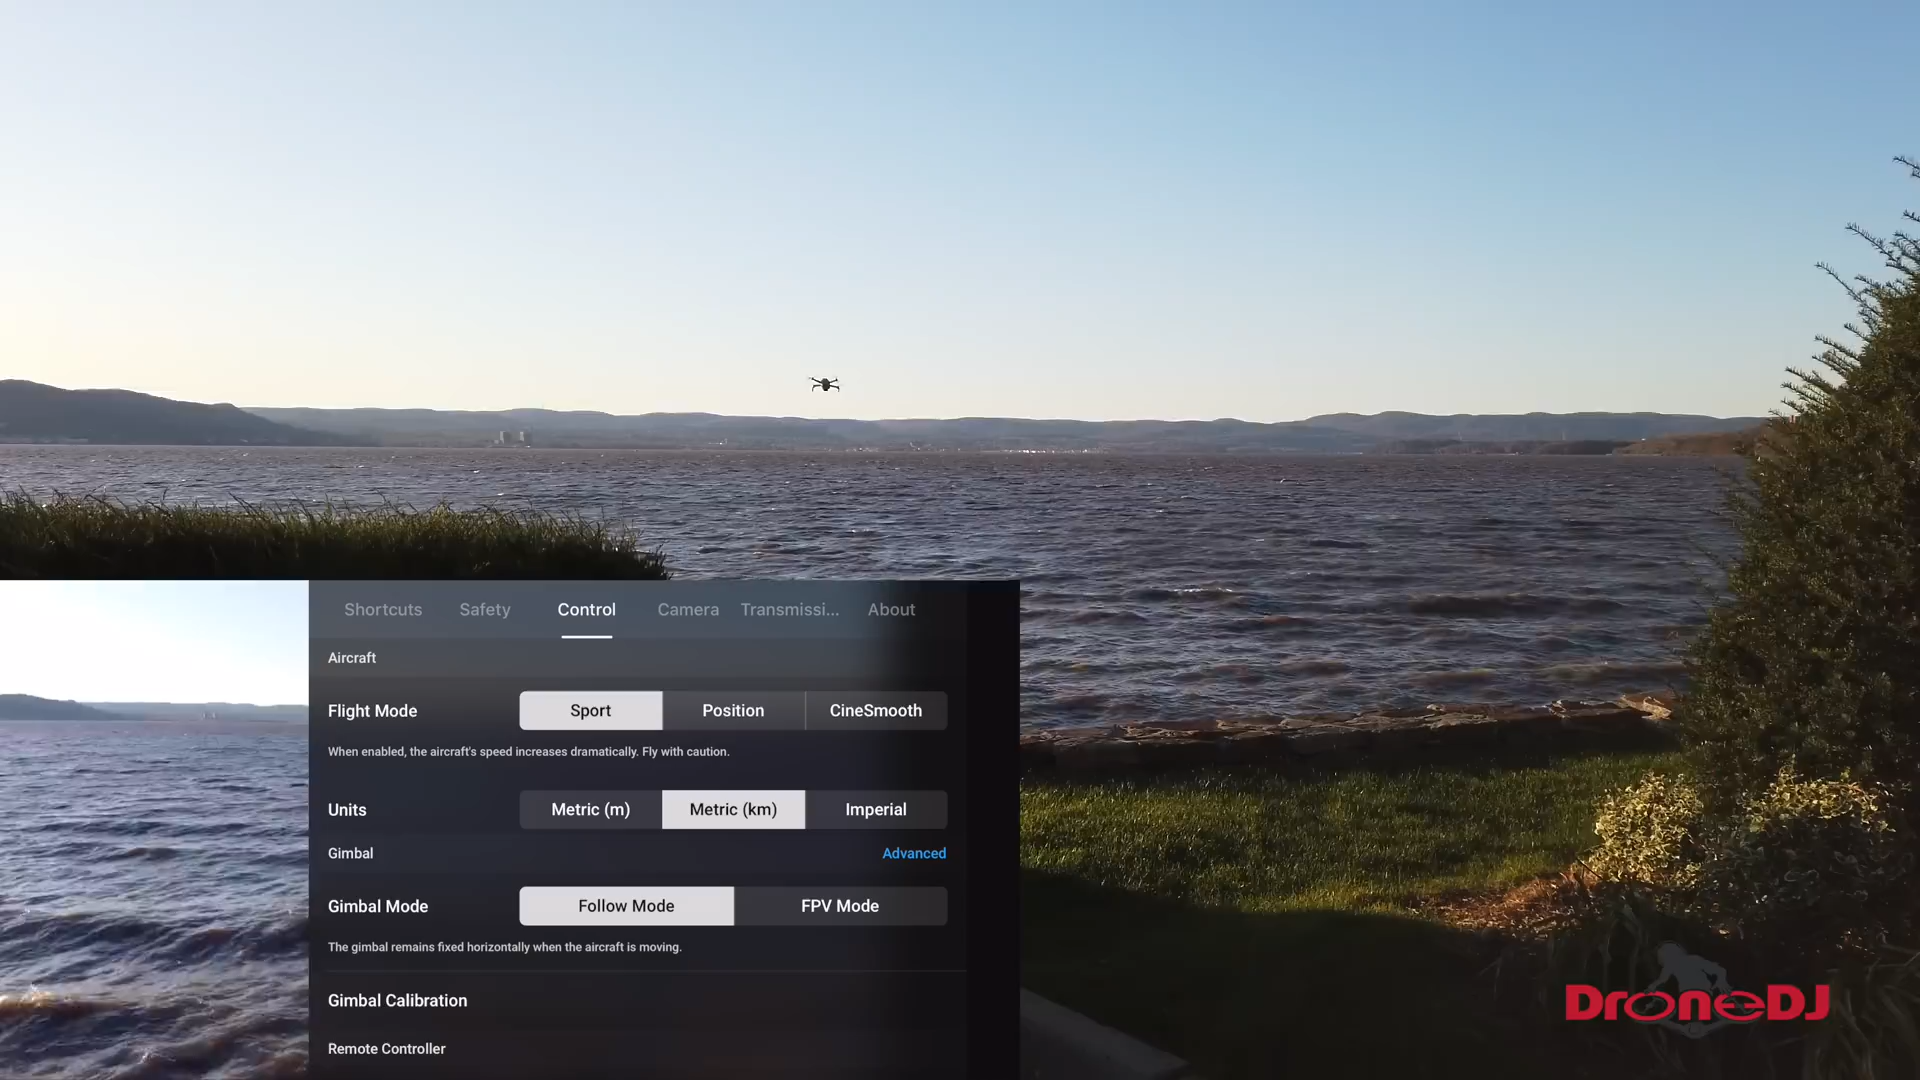 Shortcuts Safety Control Camera Transmissi... About
Aircraft
Flight Mode Sport Position CineSmooth
When enabled, the aircraft's speed increases dramatically. Fly with caution.
Units Metric (m) Metric (km) Imperial
Gimbal Advanced
Gimbal Mode Follow Mode FPV Mode
The gimbal remains fixed horizontally when the aircraft is moving.
Gimbal Calibration
Remote Controller
DroneDJ